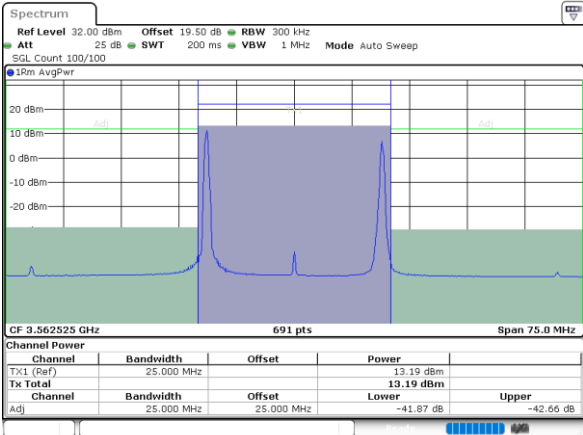 Spectrum
Ref Level 32.00 dBm Offset 19.50 dB RBW 300 kHz
Att 25 dB SWT 200 ms VBW 1 MHz Mode Auto Sweep
SGL Count 100/100
1Rm AvgPwr
20 dBm
Adj Adj
10 dBm
0 dBm
-10 dBm
-20 dBm
CF 3.562525 GHz 691 pts Span 75.0 MHz
Channel Power
Channel Bandwidth Offset Power
TX1 (Ref) 25.000 MHz 13.19 dBm
Tx Total 13.19 dBm
Channel Bandwidth Offset Lower Upper
Adj 25.000 MHz 25.000 MHz -41.87 dB -42.66 dB
Ready